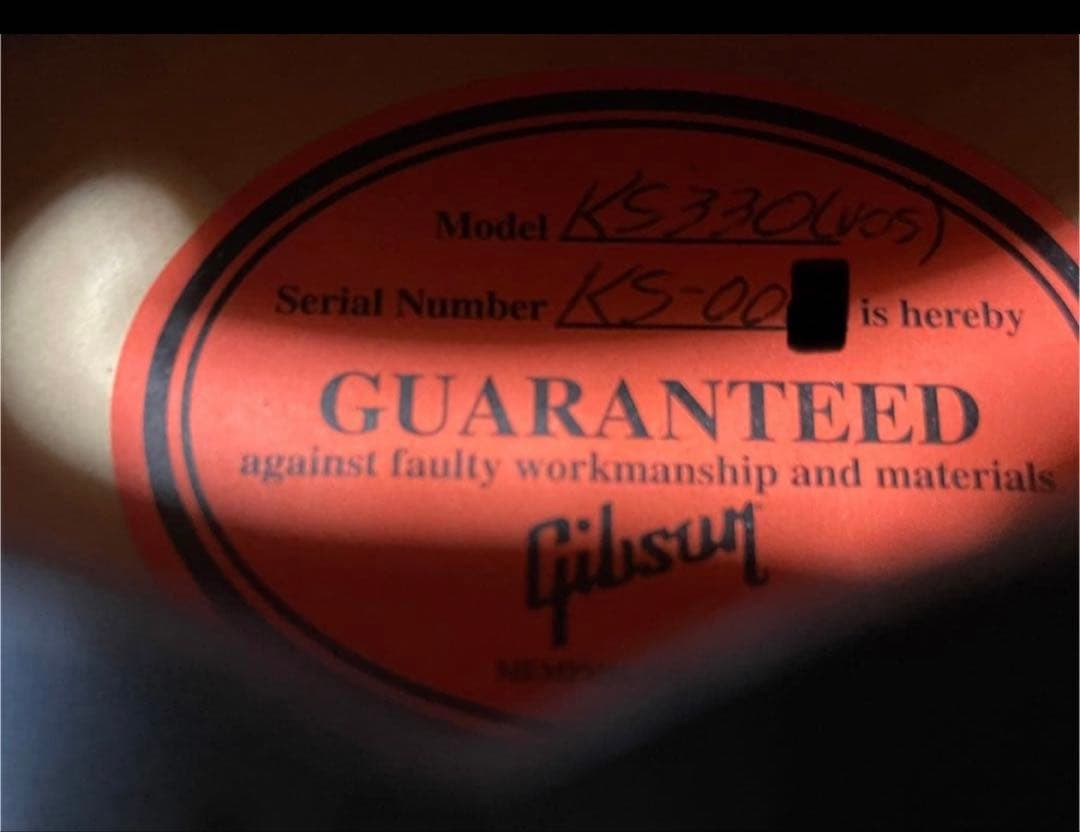 Model KS330(VOS)
Serial Number KS-00 is hereby
GUARANTEED
against faulty workmanship and materials
Gibson